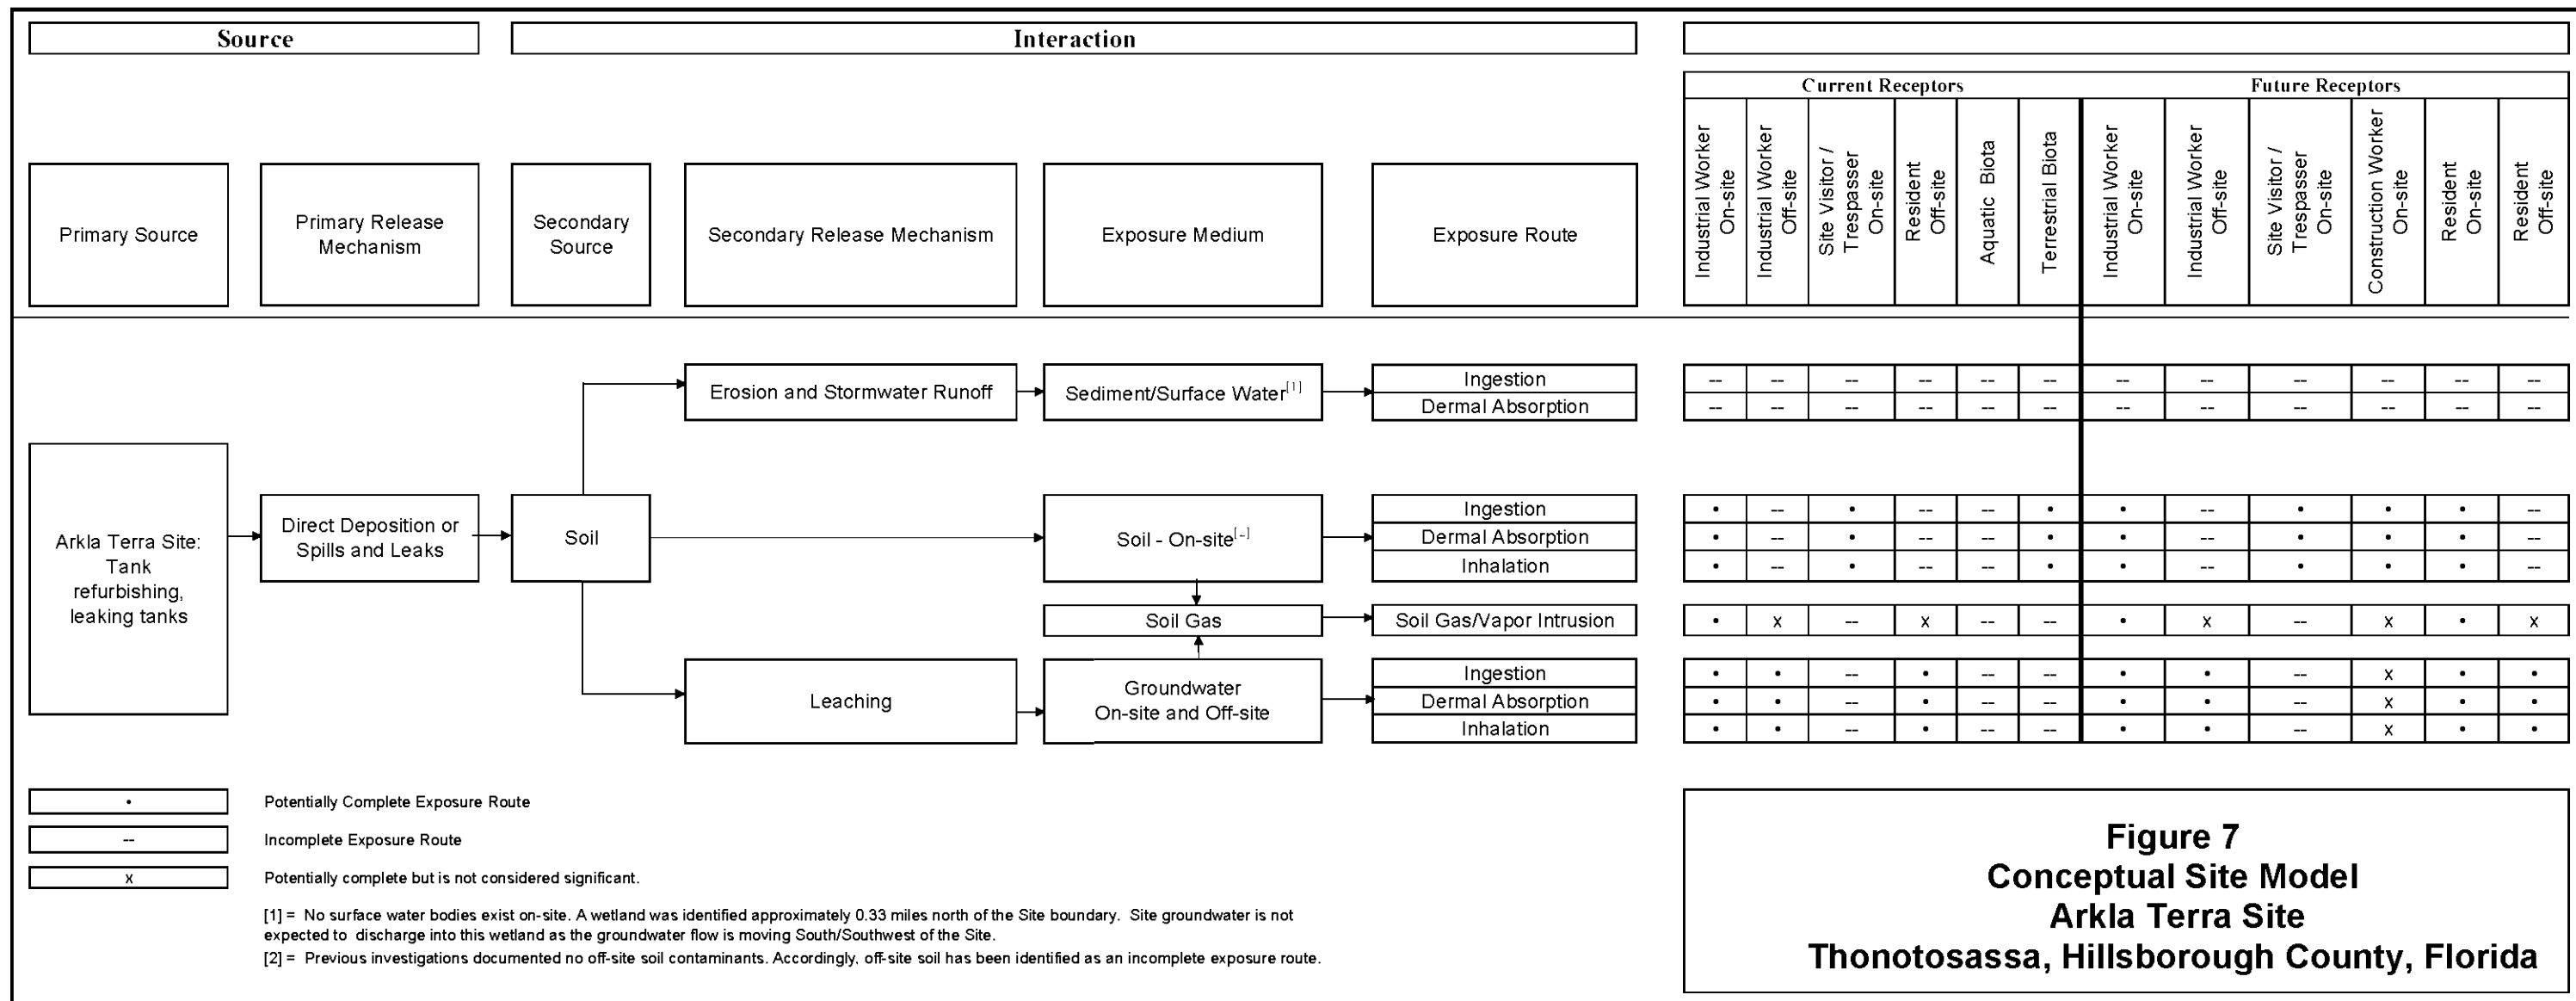 Source
Interaction
Current Receptors
Future Receptors
Primary Source
Primary Release
Mechanism
Secondary
Source
Secondary Release Mechanism
Exposure Medium
Exposure Route
Industrial Worker
On-site
Industrial Worker
Off-site
Site Visitor /
Trespasser
On-site
Resident
Off-site
Aquatic Biota
Terrestrial Biota
Industrial Worker
On-site
Industrial Worker
Off-site
Site Visitor /
Trespasser
On-site
Construction Worker
On-site
Resident
On-site
Resident
Off-site
Erosion and Stormwater Runoff
Sediment/Surface Water[1]
Ingestion
-- -- -- -- -- -- -- -- -- -- -- --
Dermal Absorption
-- -- -- -- -- -- -- -- -- -- -- --
Arkla Terra Site:
Tank
refurbishing,
leaking tanks
Direct Deposition or
Spills and Leaks
Soil
Soil - On-site
Ingestion
• -- • -- -- • • -- • • • --
Dermal Absorption
• -- • -- -- • • -- • • • --
Inhalation
• -- • -- -- • • -- • • • --
Soil Gas
Soil Gas/Vapor Intrusion
• x -- x -- -- • x -- x • x
Leaching
Groundwater
On-site and Off-site
Ingestion
• • -- • -- -- • • -- x • •
Dermal Absorption
• • -- • -- -- • • -- x • •
Inhalation
• • -- • -- -- • • -- x • •
• Potentially Complete Exposure Route
-- Incomplete Exposure Route
x Potentially complete but is not considered significant.
[1] = No surface water bodies exist on-site. A wetland was identified approximately 0.33 miles north of the Site boundary. Site groundwater is not
expected to discharge into this wetland as the groundwater flow is moving South/Southwest of the Site.
[2] = Previous investigations documented no off-site soil contaminants. Accordingly, off-site soil has been identified as an incomplete exposure route.
Figure 7
Conceptual Site Model
Arkla Terra Site
Thonotosassa, Hillsborough County, Florida